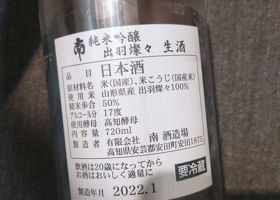 南 純米吟醸
出羽燦々 生酒
品目 日本酒
原材料名 米(国産)、米こうじ(国産米)
使用米 山形県産 出羽燦々100%
精米歩合 50%
アルコール分 17度
使用酵母 高知酵母
内容量 720ml
製造者 有限会社 南 酒造場
高知県安芸郡安田町安田1875
飲酒は20歳になってから
お酒はおいしく適量に
要冷蔵
製造年月 2022.1